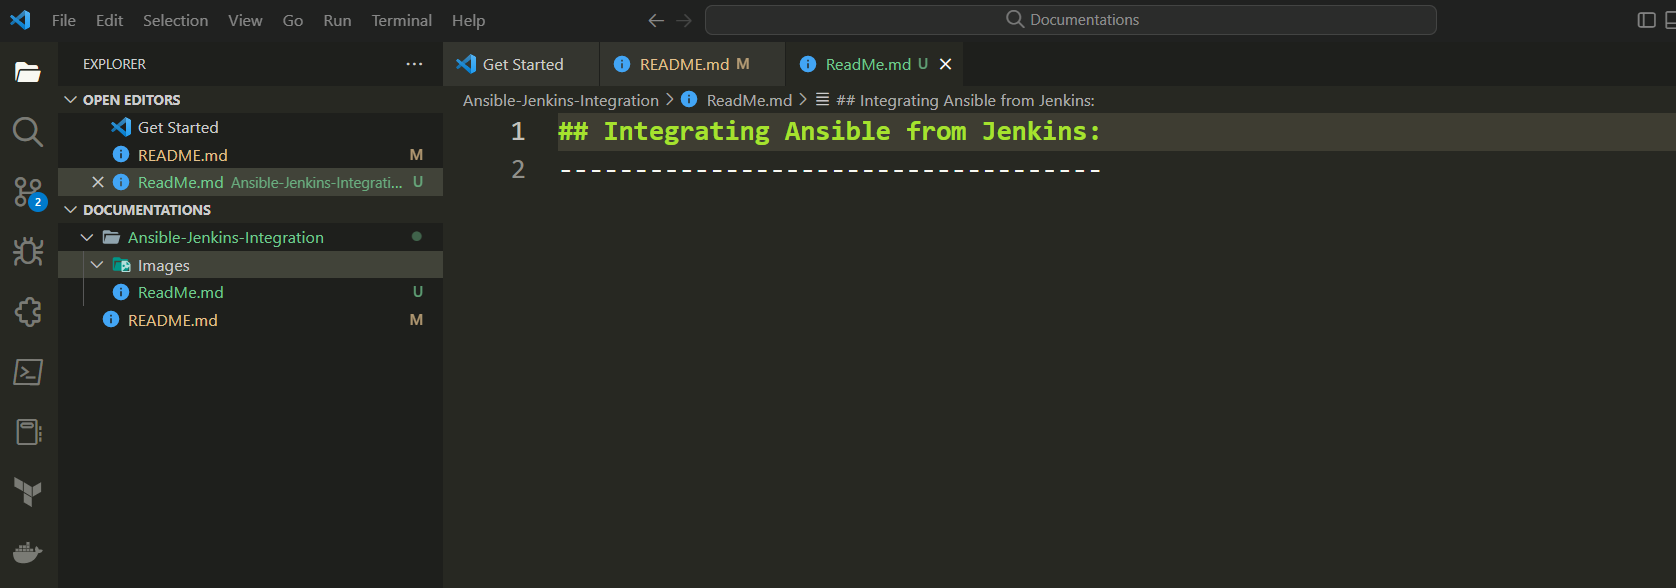 File Edit Selection View Go Run Terminal Help
Documentations
EXPLORER
OPEN EDITORS
Get Started
README.md M
ReadMe.md Ansible-Jenkins-Integrati... U
DOCUMENTATIONS
Ansible-Jenkins-Integration
Images
ReadMe.md U
README.md M
2
Get Started README.md M ReadMe.md U
Ansible-Jenkins-Integration ReadMe.md ## Integrating Ansible from Jenkins:
1 ## Integrating Ansible from Jenkins:
2 ------------------------------------